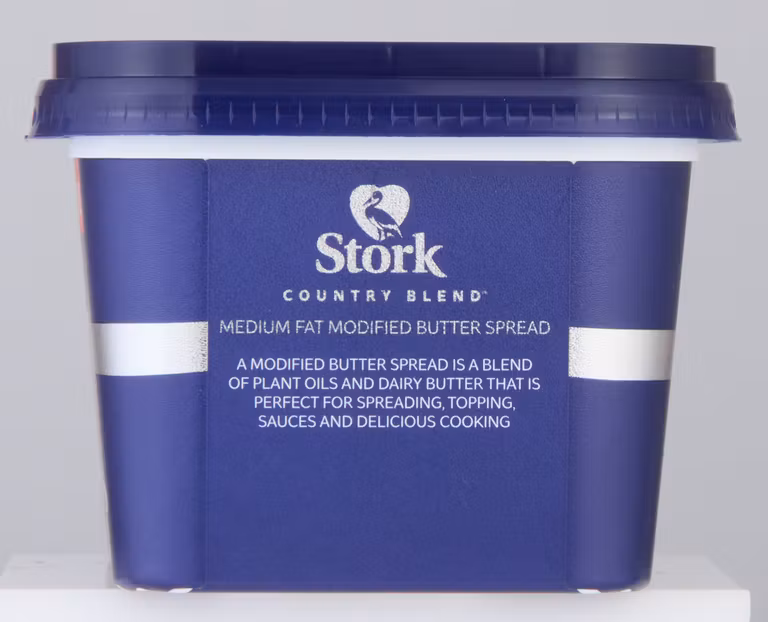 Stork
COUNTRY BLEND™
MEDIUM FAT MODIFIED BUTTER SPREAD
A MODIFIED BUTTER SPREAD IS A BLEND
OF PLANT OILS AND DAIRY BUTTER THAT IS
PERFECT FOR SPREADING, TOPPING,
SAUCES AND DELICIOUS COOKING